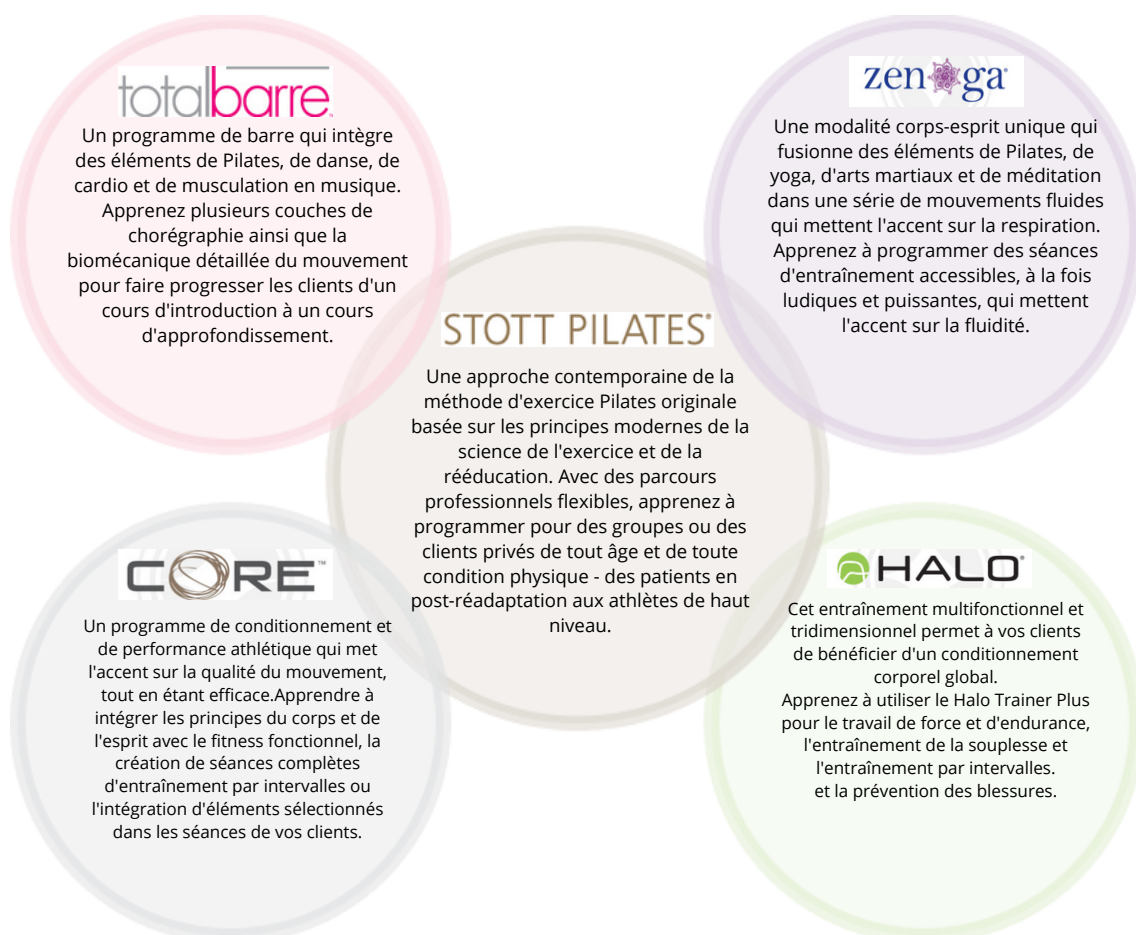 totalbarre
Un programme de barre qui intègre
des éléments de Pilates, de danse, de
cardio et de musculation en musique.
Apprenez plusieurs couches de
chorégraphie ainsi que la
biomécanique détaillée du mouvement
pour faire progresser les clients d'un
cours d'introduction à un cours
d'approfondissement.
zenga®
Une modalité corps-esprit unique qui
fusionne des éléments de Pilates, de
yoga, d'arts martiaux et de méditation
dans une série de mouvements fluides
qui mettent l'accent sur la respiration.
Apprenez à programmer des séances
d'entraînement accessibles, à la fois
ludiques et puissantes, qui mettent
l'accent sur la fluidité.
STOTT PILATES®
Une approche contemporaine de la
méthode d'exercice Pilates originale
basée sur les principes modernes de la
science de l'exercice et de la
rééducation. Avec des parcours
professionnels flexibles, apprenez à
programmer pour des groupes ou des
clients privés de tout âge et de toute
condition physique - des patients en
post-réadaptation aux athlètes de haut
niveau.
CORE™
Un programme de conditionnement et
de performance athlétique qui met
l'accent sur la qualité du mouvement,
tout en étant efficace.Apprendre à
intégrer les principes du corps et de
l'esprit avec le fitness fonctionnel, la
création de séances complètes
d'entraînement par intervalles ou
l'intégration d'éléments sélectionnés
dans les séances de vos clients.
HALO®
Cet entraînement multifonctionnel et
tridimensionnel permet à vos clients
de bénéficier d'un conditionnement
corporel global.
Apprenez à utiliser le Halo Trainer Plus
pour le travail de force et d'endurance,
l'entraînement de la souplesse et
l'entraînement par intervalles.
et la prévention des blessures.